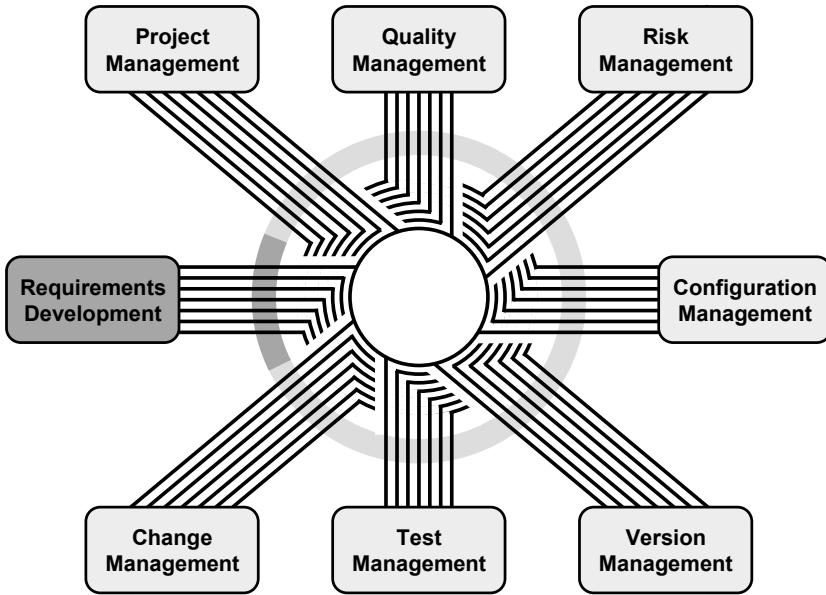 Project
Management
Quality
Management
Risk
Management
Requirements
Development
Configuration
Management
Change
Management
Test
Management
Version
Management